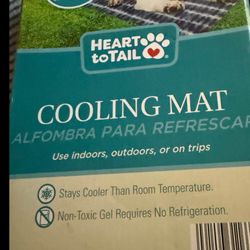 HEART
to TAIL
COOLING MAT
ALFOMBRA PARA REFRESCAR
Use indoors, outdoors, or on trips
Stays Cooler Than Room Temperature.
Non-Toxic Gel Requires No Refrigeration.